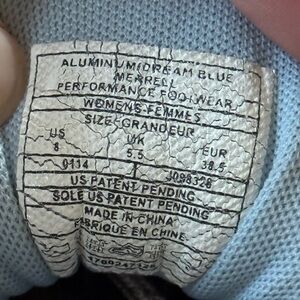 ALUMINUM/DREAM BLUE
MERRELL
PERFORMANCE FOOTWEAR
WOMENS-FEMMES
SIZE-GRANDEUR
US UK EUR
8 5.5 38.5
0114 J098326
US PATENT PENDING
SOLE US PATENT PENDING
MADE IN CHINA
FABRIQUE EN CHINE